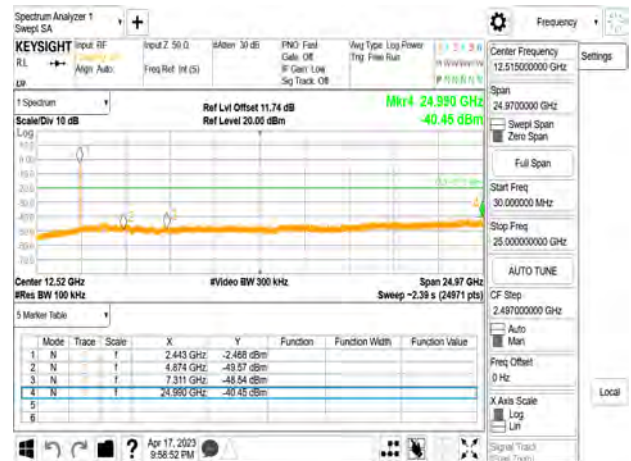 Spectrum Analyzer 1
Swept SA
+
Frequency
KEYSIGHT
Input: RF
Input Z: 50 Ω
#Atten: 30 dB
PNO: Fast
Avg Type: Log-Power
RL
Align: Auto
Freq Ref: Int (S)
Gate: Off
Trig: Free Run
IF Gain: Low
Sig Track: Off
Center Frequency
12.515000000 GHz
Settings
1 Spectrum
Ref Lvl Offset 11.74 dB
Mkr4 24.990 GHz
Scale/Div 10 dB
Ref Level 20.00 dBm
-40.45 dBm
Log
Span
24.9700000 GHz
Swept Span
Zero Span
Full Span
Start Freq
30.000000 MHz
Stop Freq
25.000000000 GHz
AUTO TUNE
Center 12.52 GHz
#Video BW 300 kHz
Span 24.97 GHz
#Res BW 100 kHz
Sweep ~2.39 s (24971 pts)
CF Step
2.497000000 GHz
Auto
Man
5 Marker Table
Mode Trace Scale X Y Function Function Width Function Value
1 N f 2.443 GHz -2.468 dBm
2 N f 4.874 GHz -49.57 dBm
3 N f 7.311 GHz -48.54 dBm
4 N f 24.990 GHz -40.45 dBm
5
6
Freq Offset
0 Hz
X Axis Scale
Log
Lin
Local
Signal Track
(Span Zoom)
?
Apr 17, 2023
9:58:52 PM